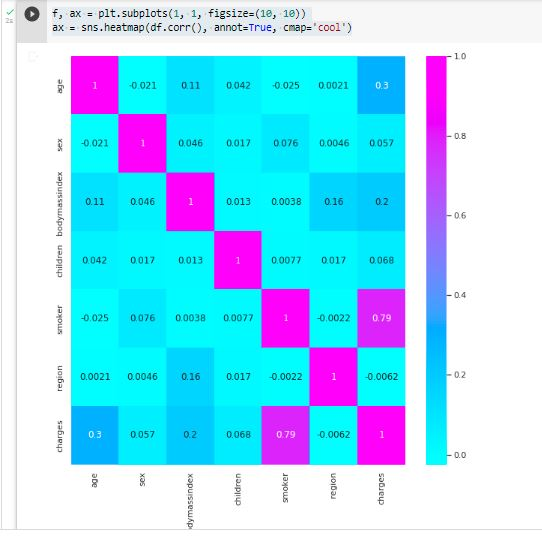 f, ax = plt.subplots(1, 1, figsize=(10, 10))
ax = sns.heatmap(df.corr(), annot=True, cmap='cool')
2s
1.0
age 1 -0.021 0.11 0.042 -0.025 0.0021 0.3
0.8
sex -0.021 1 0.046 0.017 0.076 0.0046 0.057
bodymassindex 0.11 0.046 1 0.013 0.0038 0.16 0.2
0.6
children 0.042 0.017 0.013 1 0.0077 0.017 0.068
0.4
smoker -0.025 0.076 0.0038 0.0077 1 -0.0022 0.79
0.2
region 0.0021 0.0046 0.16 0.017 -0.0022 1 -0.0062
charges 0.3 0.057 0.2 0.068 0.79 -0.0062 1
0.0
age sex dymassindex children smoker region charges